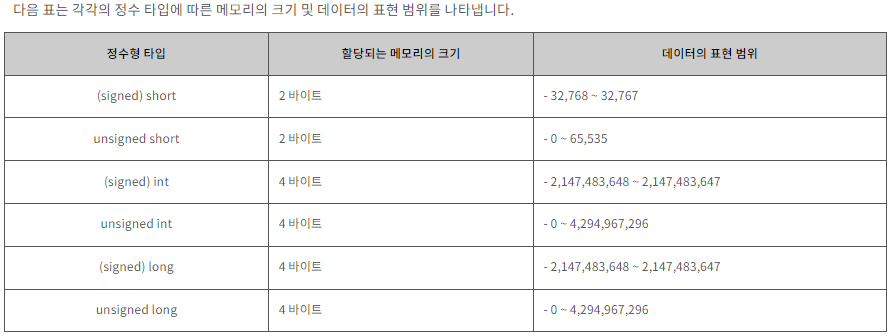 다음 표는 각각의 정수 타입에 따른 메모리의 크기 및 데이터의 표현 범위를 나타냅니다.
정수형 타입 할당되는 메모리의 크기 데이터의 표현 범위
(signed) short 2 바이트 - 32,768 ~ 32,767
unsigned short 2 바이트 - 0 ~ 65,535
(signed) int 4 바이트 - 2,147,483,648 ~ 2,147,483,647
unsigned int 4 바이트 - 0 ~ 4,294,967,296
(signed) long 4 바이트 - 2,147,483,648 ~ 2,147,483,647
unsigned long 4 바이트 - 0 ~ 4,294,967,296